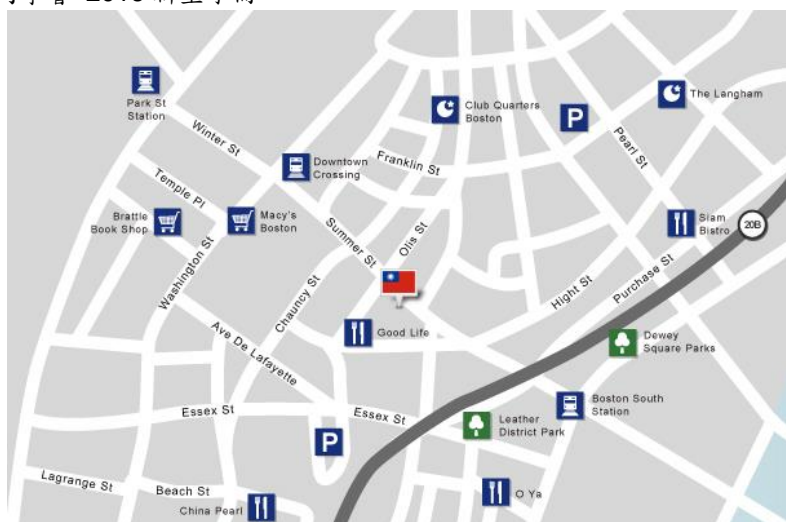 Park St
Station
Winter St
Club Quarters
Boston
The Langham
P
Pearl St
Downtown
Crossing
Franklin St
Temple Pl
Brattle
Book Shop
Macy's
Boston
Siam
Bistro
20B
Summer St
Olis St
Washington St
Chauncy St
Hight St
Purchase St
Good Life
Dewey
Square Parks
Ave De Lafayette
Boston South
Station
Essex St
Essex St
Leather
District Park
P
Lagrange St
Beach St
O Ya
China Pearl